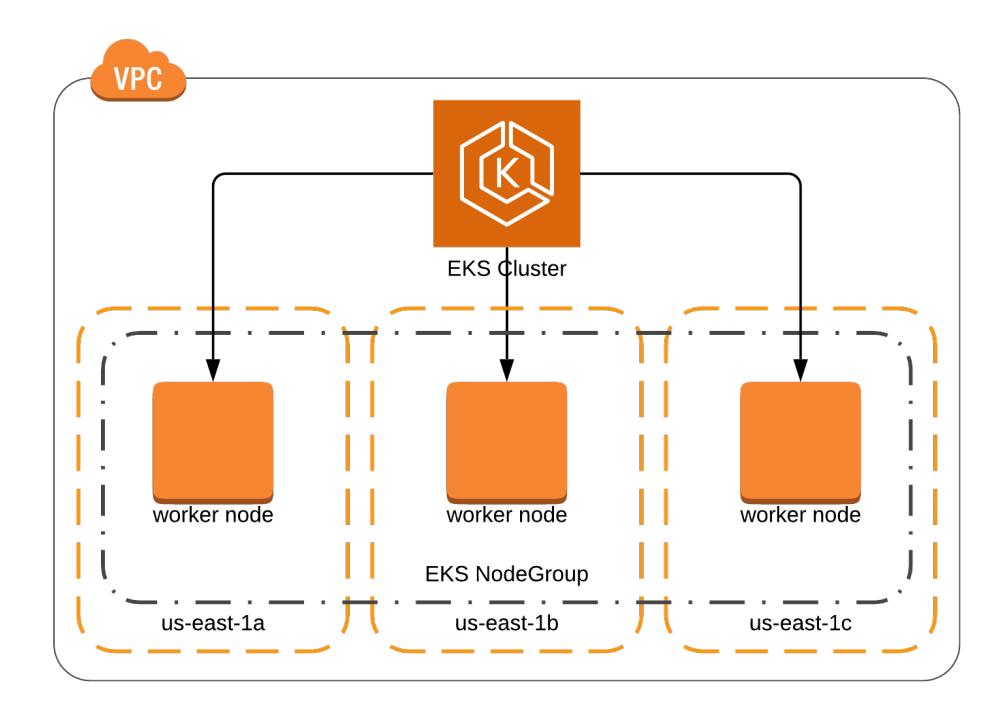 VPC
K
EKS Cluster
worker node
worker node
worker node
EKS NodeGroup
us-east-1a
us-east-1b
us-east-1c